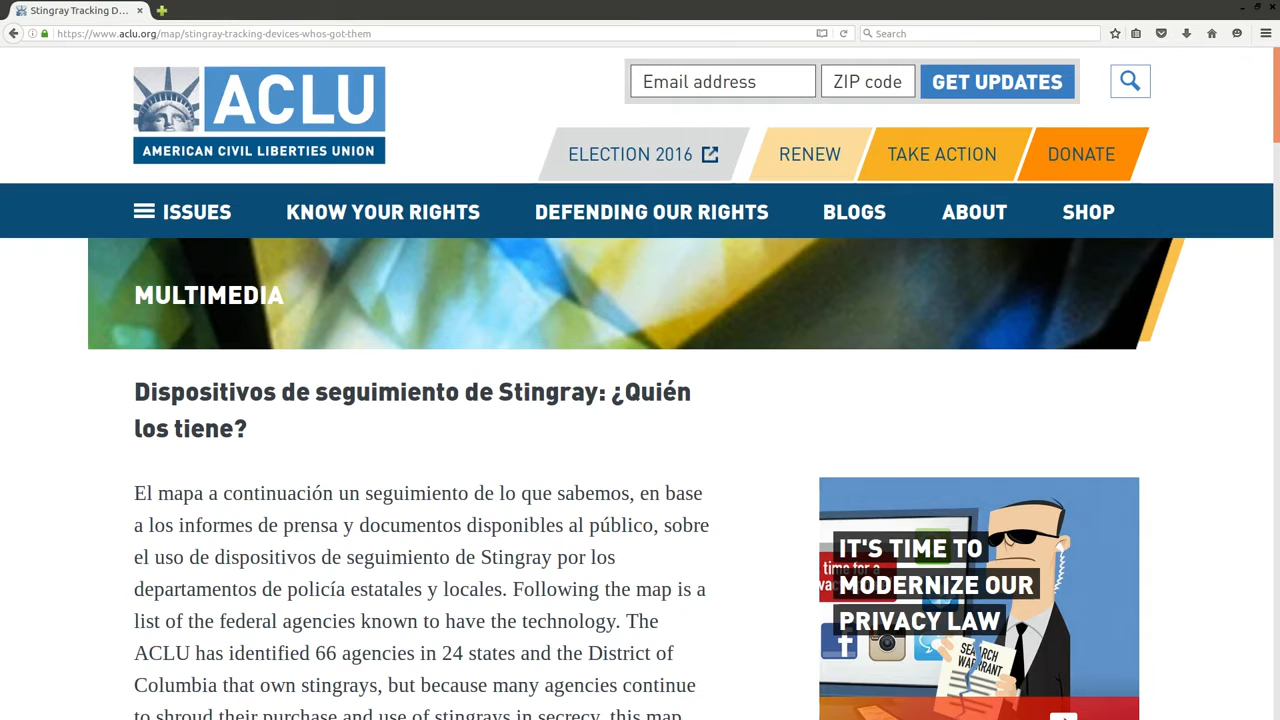 Stingray Tracking D...
https://www.aclu.org/map/stingray-tracking-devices-whos-got-them
Search
ACLU
AMERICAN CIVIL LIBERTIES UNION
Email address
ZIP code
GET UPDATES
ELECTION 2016
RENEW
TAKE ACTION
DONATE
ISSUES
KNOW YOUR RIGHTS
DEFENDING OUR RIGHTS
BLOGS
ABOUT
SHOP
MULTIMEDIA
Dispositivos de seguimiento de Stingray: ¿Quién
los tiene?
El mapa a continuación un seguimiento de lo que sabemos, en base
a los informes de prensa y documentos disponibles al público, sobre
el uso de dispositivos de seguimiento de Stingray por los
departamentos de policía estatales y locales. Following the map is a
list of the federal agencies known to have the technology. The
ACLU has identified 66 agencies in 24 states and the District of
Columbia that own stingrays, but because many agencies continue
to shroud their purchase and use of stingrays in secrecy, this map
IT'S TIME TO
MODERNIZE OUR
PRIVACY LAW
time for a
SEARCH
WARRANT